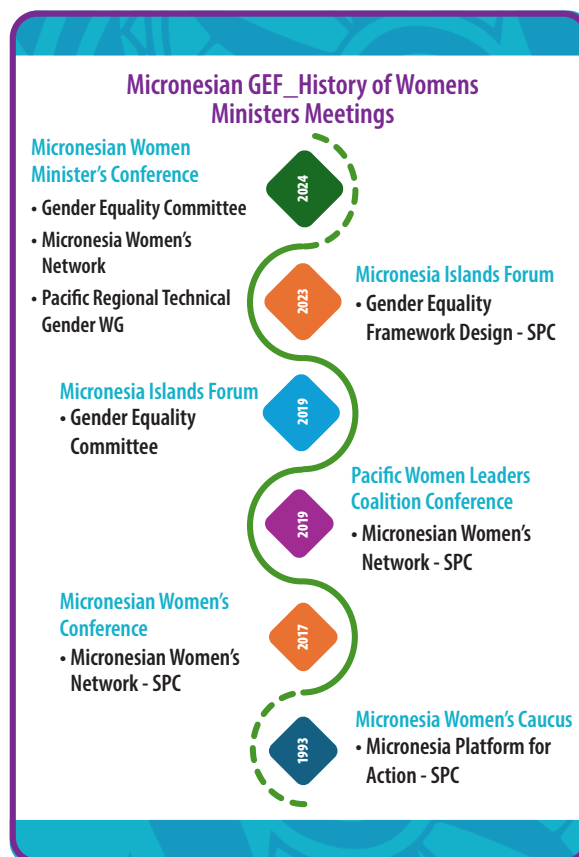 Micronesian GEF_History of Womens
Ministers Meetings
Micronesian Women
Minister's Conference
• Gender Equality Committee
• Micronesia Women's
Network
• Pacific Regional Technical
Gender WG
2024
2023
Micronesia Islands Forum
• Gender Equality
Framework Design - SPC
Micronesia Islands Forum
• Gender Equality
Committee
2019
2019
Pacific Women Leaders
Coalition Conference
• Micronesian Women's
Network - SPC
Micronesian Women's
Conference
• Micronesian Women's
Network - SPC
2017
1993
Micronesia Women's Caucus
• Micronesia Platform for
Action - SPC